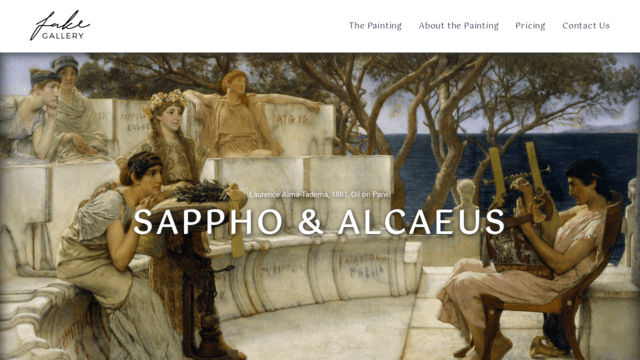 fake
GALLERY
The Painting
About the Painting
Pricing
Contact Us
Laurence Alma-Tadema, 1881, Oil on Panel
SAPPHO & ALCAEUS